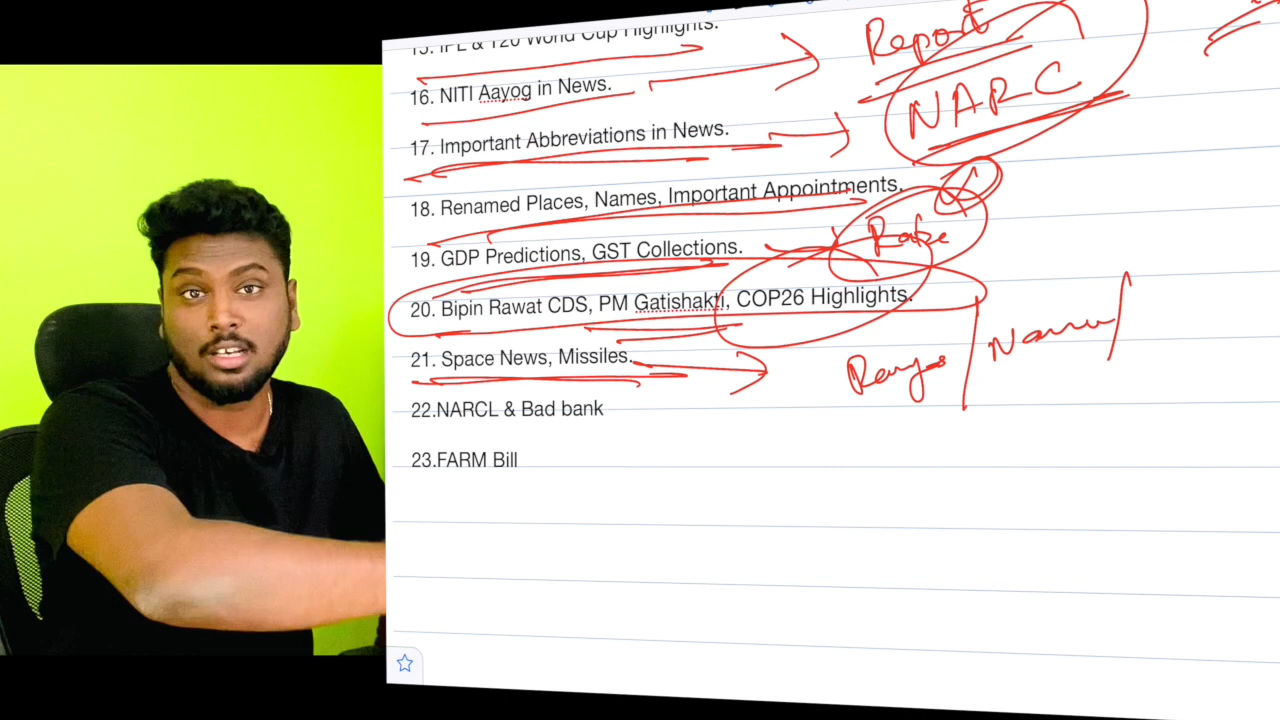 15. IPL & T20 World Cup Highlights.
Report
16. NITI Aayog in News.
NARC
17. Important Abbreviations in News.
18. Renamed Places, Names, Important Appointments.
Rate
19. GDP Predictions, GST Collections.
20. Bipin Rawat CDS, PM Gatishakti, COP26 Highlights.
21. Space News, Missiles.
Range
Name
22.NARCL & Bad bank
23.FARM Bill